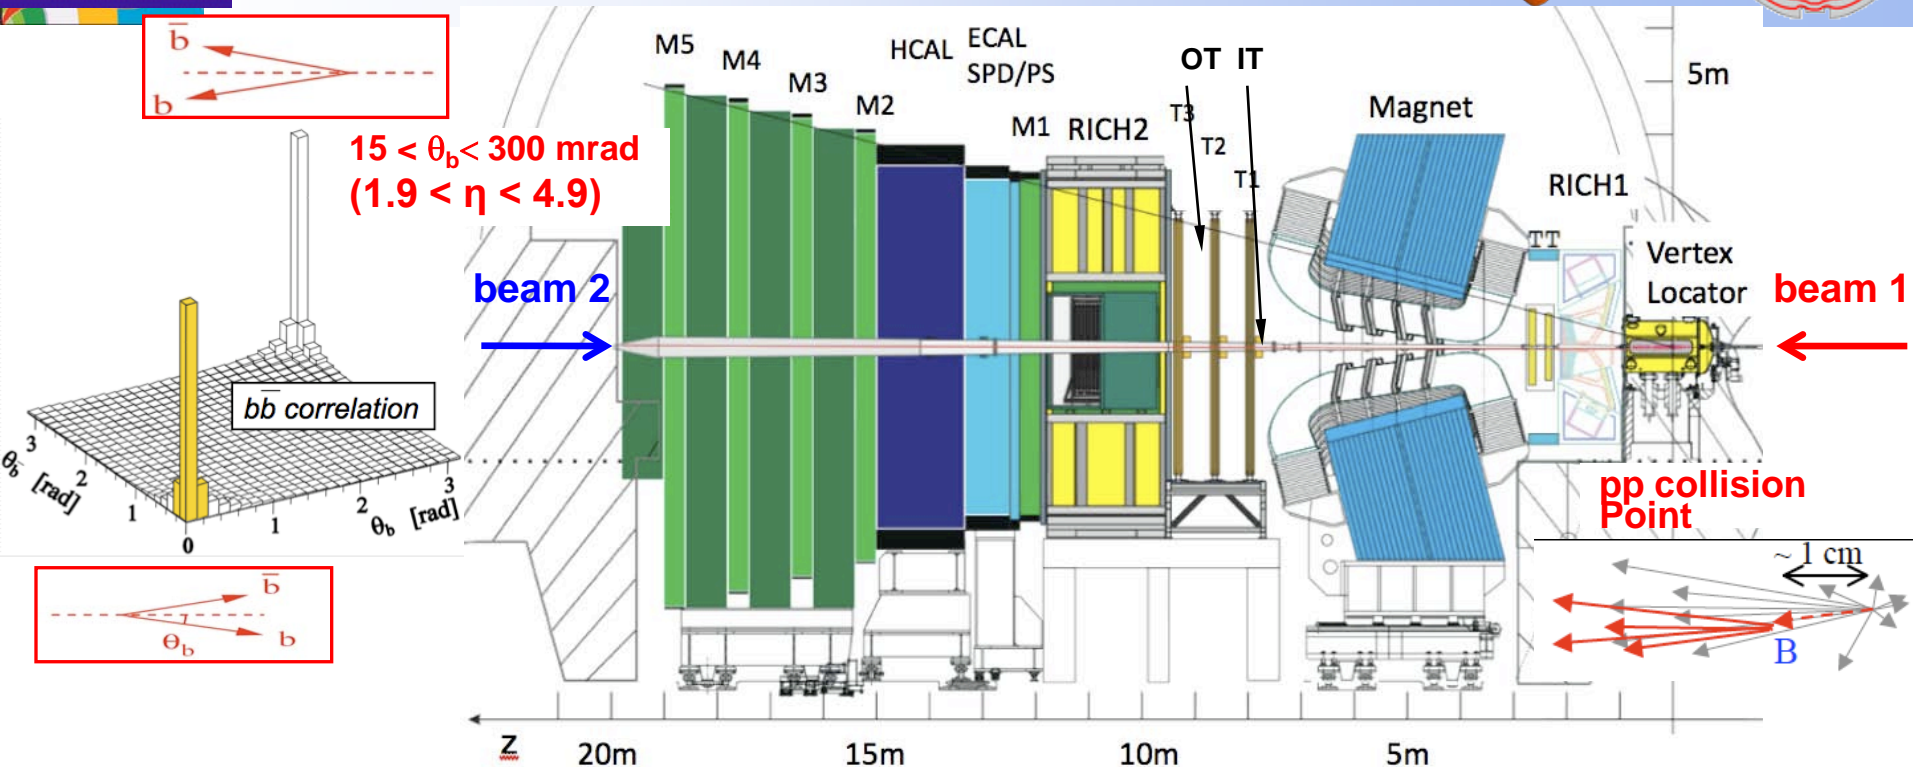 b̅
b
15 < θb< 300 mrad
(1.9 < η < 4.9)
M5
M4
M3
M2
HCAL
ECAL
SPD/PS
M1
RICH2
OT IT
T3
T2
T1
Magnet
RICH1
TT
5m
Vertex
Locator
beam 2
beam 1
bb̅ correlation
3
2
1
θb̅ [rad]
0
1
2
3
θb [rad]
b̅
θb
b
pp collision
Point
~ 1 cm
B
z 20m 15m 10m 5m